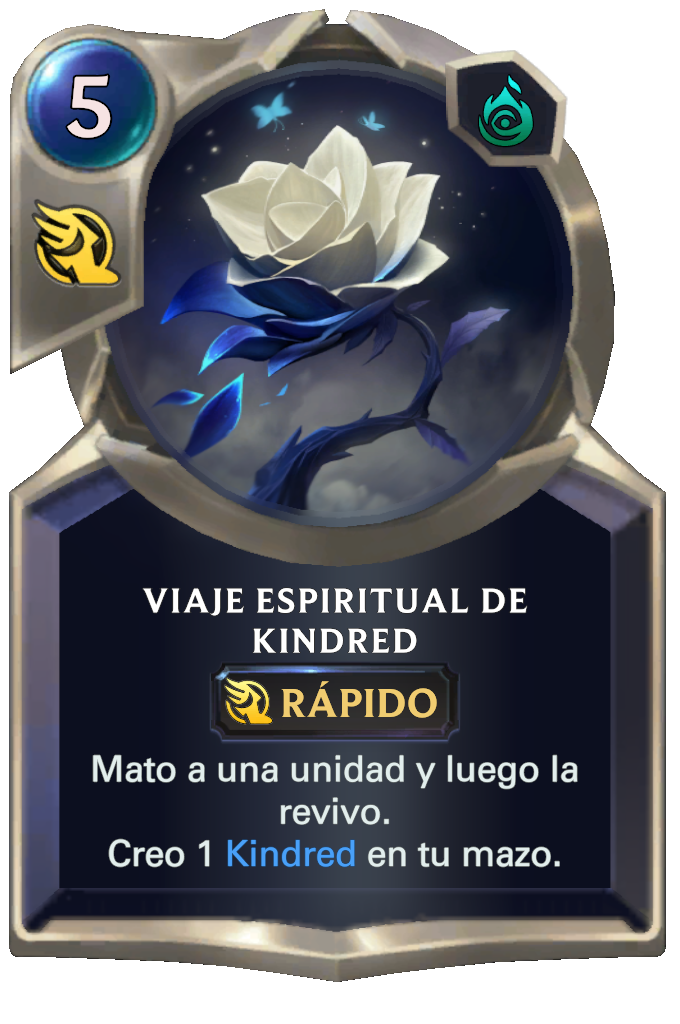 5
VIAJE ESPIRITUAL DE
KINDRED
RÁPIDO
Mato a una unidad y luego la
revivo.
Creo 1 Kindred en tu mazo.